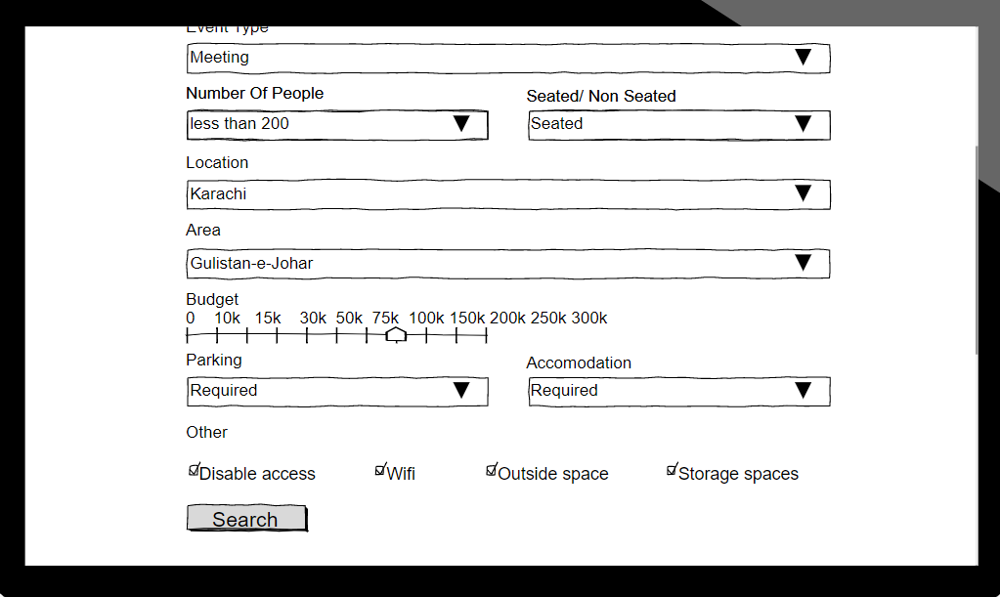 Event Type
Meeting
Number Of People
Seated/ Non Seated
less than 200
Seated
Location
Karachi
Area
Gulistan-e-Johar
Budget
0 10k 15k 30k 50k 75k 100k 150k 200k 250k 300k
Parking
Accomodation
Required
Required
Other
Disable access Wifi Outside space Storage spaces
Search